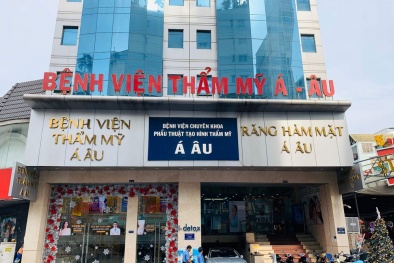 BỆNH VIỆN THẨM MỸ Á - ÂU
BỆNH VIỆN
THẨM MỸ
Á ÂU
BỆNH VIỆN CHUYÊN KHOA
PHẪU THUẬT TẠO HÌNH THẨM MỸ
Á ÂU
RĂNG HÀM MẶT
Á ÂU
detox